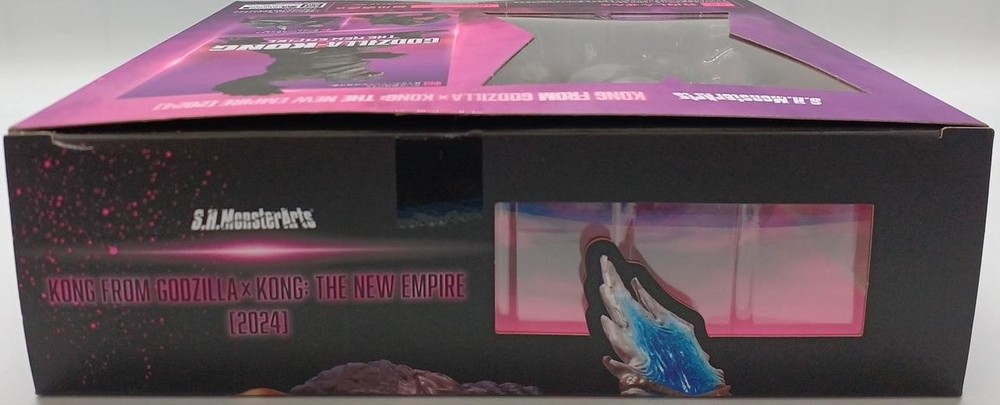 GODZILLA x KONG
THE NEW EMPIRE
KONG FROM GODZILLA × KONG: THE NEW EMPIRE [2024]
S.H.MonsterArts
S.H.MonsterArts
KONG FROM GODZILLA × KONG: THE NEW EMPIRE
[2024]